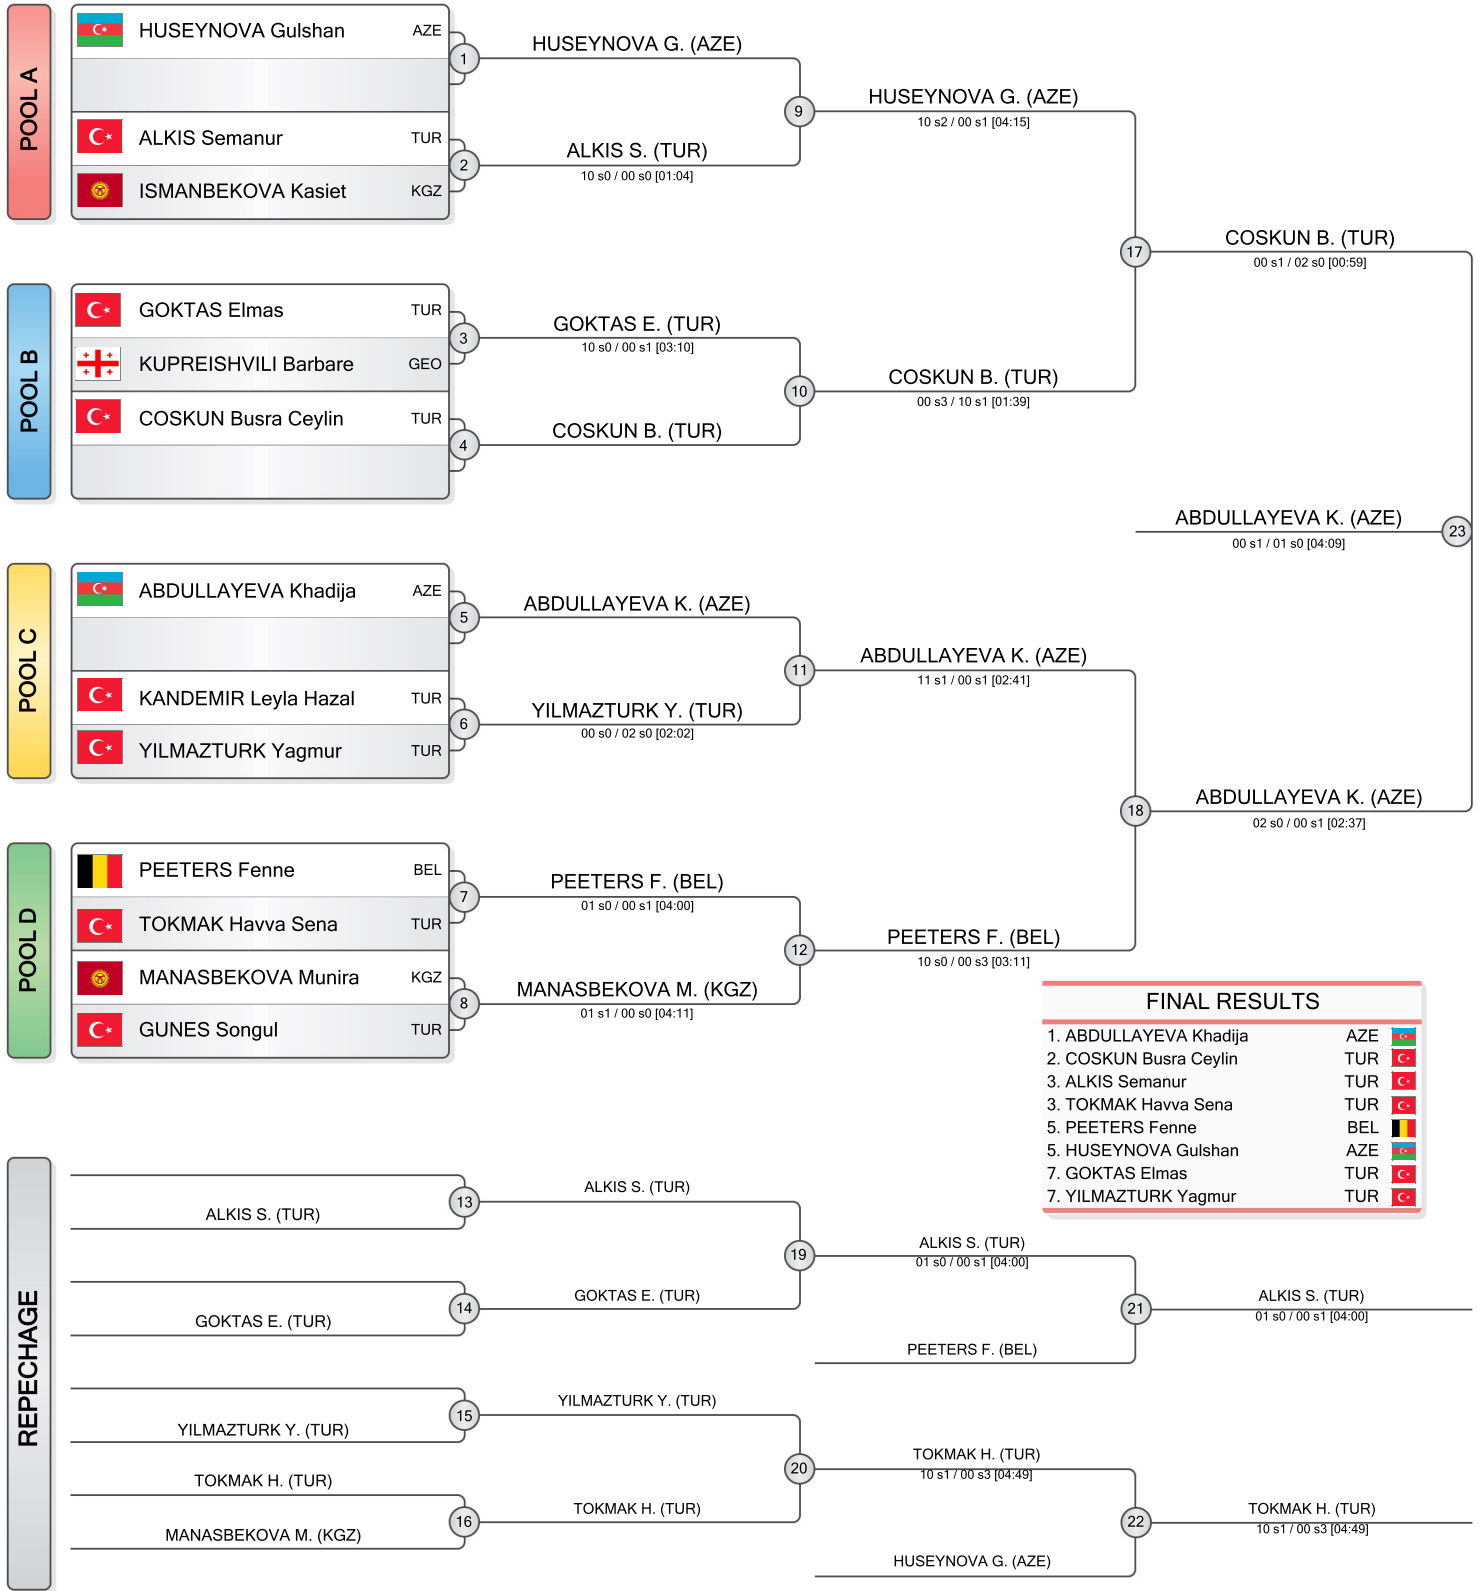 POOL A
HUSEYNOVA Gulshan AZE
1
HUSEYNOVA G. (AZE)
ALKIS Semanur TUR
ISMANBEKOVA Kasiet KGZ
2
ALKIS S. (TUR)
10 s0 / 00 s0 [01:04]
9
HUSEYNOVA G. (AZE)
10 s2 / 00 s1 [04:15]
POOL B
GOKTAS Elmas TUR
KUPREISHVILI Barbare GEO
3
GOKTAS E. (TUR)
10 s0 / 00 s1 [03:10]
COSKUN Busra Ceylin TUR
4
COSKUN B. (TUR)
10
COSKUN B. (TUR)
00 s3 / 10 s1 [01:39]
17
COSKUN B. (TUR)
00 s1 / 02 s0 [00:59]
ABDULLAYEVA K. (AZE)
00 s1 / 01 s0 [04:09]
23
POOL C
ABDULLAYEVA Khadija AZE
5
ABDULLAYEVA K. (AZE)
KANDEMIR Leyla Hazal TUR
YILMAZTURK Yagmur TUR
6
YILMAZTURK Y. (TUR)
00 s0 / 02 s0 [02:02]
11
ABDULLAYEVA K. (AZE)
11 s1 / 00 s1 [02:41]
18
ABDULLAYEVA K. (AZE)
02 s0 / 00 s1 [02:37]
POOL D
PEETERS Fenne BEL
TOKMAK Havva Sena TUR
7
PEETERS F. (BEL)
01 s0 / 00 s1 [04:00]
MANASBEKOVA Munira KGZ
GUNES Songul TUR
8
MANASBEKOVA M. (KGZ)
01 s1 / 00 s0 [04:11]
12
PEETERS F. (BEL)
10 s0 / 00 s3 [03:11]
FINAL RESULTS
1. ABDULLAYEVA Khadija AZE
2. COSKUN Busra Ceylin TUR
3. ALKIS Semanur TUR
3. TOKMAK Havva Sena TUR
5. PEETERS Fenne BEL
5. HUSEYNOVA Gulshan AZE
7. GOKTAS Elmas TUR
7. YILMAZTURK Yagmur TUR
REPECHAGE
ALKIS S. (TUR)
13
ALKIS S. (TUR)
GOKTAS E. (TUR)
14
GOKTAS E. (TUR)
19
ALKIS S. (TUR)
01 s0 / 00 s1 [04:00]
PEETERS F. (BEL)
21
ALKIS S. (TUR)
01 s0 / 00 s1 [04:00]
YILMAZTURK Y. (TUR)
15
YILMAZTURK Y. (TUR)
TOKMAK H. (TUR)
MANASBEKOVA M. (KGZ)
16
TOKMAK H. (TUR)
20
TOKMAK H. (TUR)
10 s1 / 00 s3 [04:49]
HUSEYNOVA G. (AZE)
22
TOKMAK H. (TUR)
10 s1 / 00 s3 [04:49]